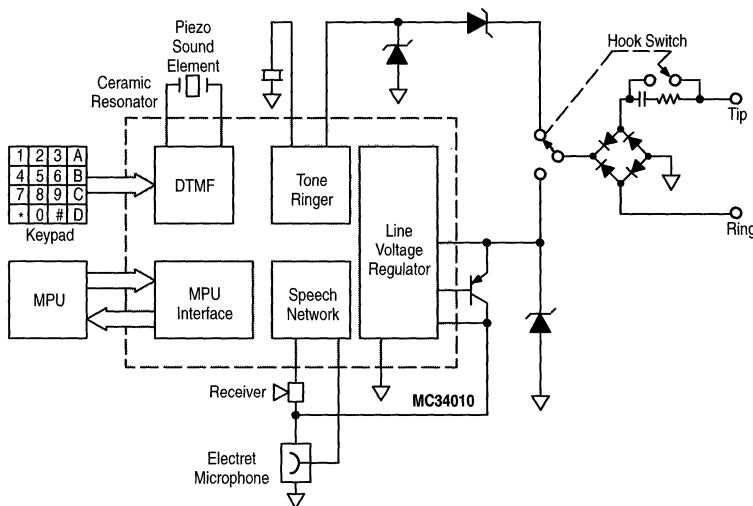 Piezo
Sound
Element
Ceramic
Resonator
Hook Switch
Tip
1 2 3 A
4 5 6 B
7 8 9 C
* 0 # D
Keypad
DTMF
Tone
Ringer
Line
Voltage
Regulator
Ring
MPU
MPU
Interface
Speech
Network
Receiver
MC34010
Electret
Microphone